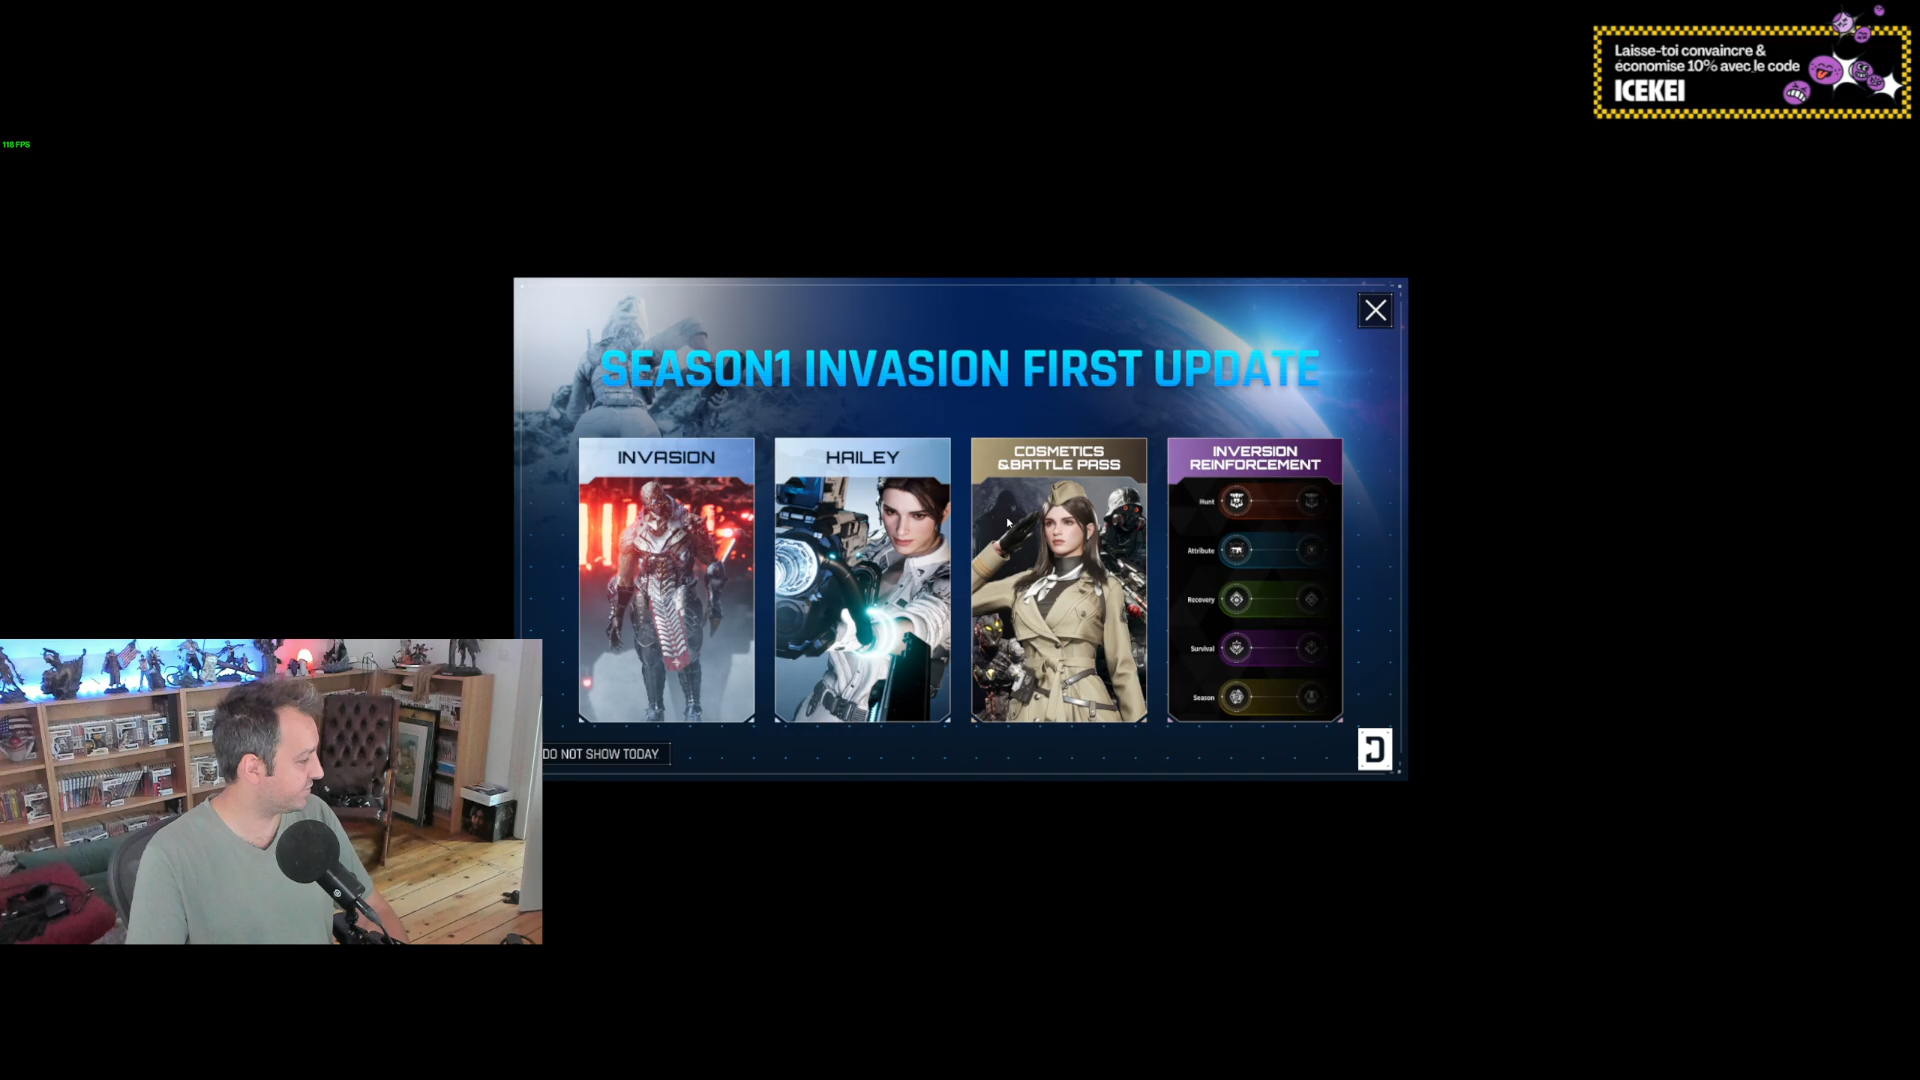 Laisse-toi convaincre &
économise 10% avec le code
ICEKEI
118 FPS
SEASON1 INVASION FIRST UPDATE
INVASION
HAILEY
COSMETICS
&BATTLE PASS
INVERSION
REINFORCEMENT
Hunt
Attribute
Recovery
Survival
Season
DO NOT SHOW TODAY